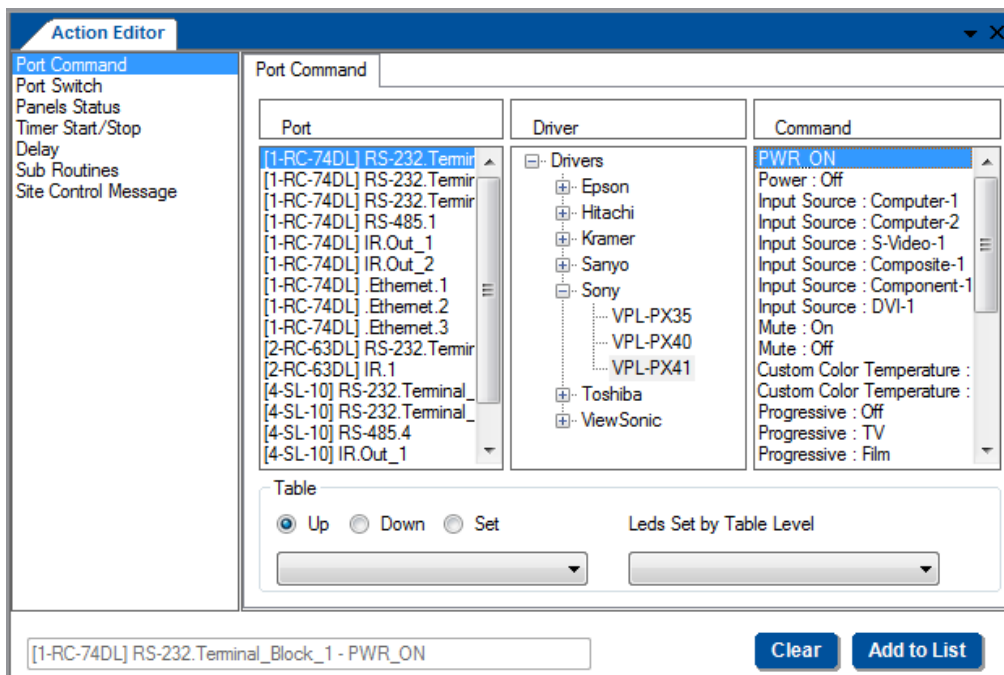 Action Editor
Port Command
Port Switch
Panels Status
Timer Start/Stop
Delay
Sub Routines
Site Control Message
Port Command
Port
[1-RC-74DL] RS-232.Termir
[1-RC-74DL] RS-232.Termir
[1-RC-74DL] RS-232.Termir
[1-RC-74DL] RS-485.1
[1-RC-74DL] IR.Out_1
[1-RC-74DL] IR.Out_2
[1-RC-74DL] .Ethernet.1
[1-RC-74DL] .Ethernet.2
[1-RC-74DL] .Ethernet.3
[2-RC-63DL] RS-232.Termir
[2-RC-63DL] IR.1
[4-SL-10] RS-232.Terminal_
[4-SL-10] RS-232.Terminal_
[4-SL-10] RS-485.4
[4-SL-10] IR.Out_1
Driver
Drivers
Epson
Hitachi
Kramer
Sanyo
Sony
VPL-PX35
VPL-PX40
VPL-PX41
Toshiba
ViewSonic
Command
PWR_ON
Power : Off
Input Source : Computer-1
Input Source : Computer-2
Input Source : S-Video-1
Input Source : Composite-1
Input Source : Component-1
Input Source : DVI-1
Mute : On
Mute : Off
Custom Color Temperature :
Custom Color Temperature :
Progressive : Off
Progressive : TV
Progressive : Film
Table
Up Down Set
Leds Set by Table Level
[1-RC-74DL] RS-232.Terminal_Block_1 - PWR_ON
Clear
Add to List